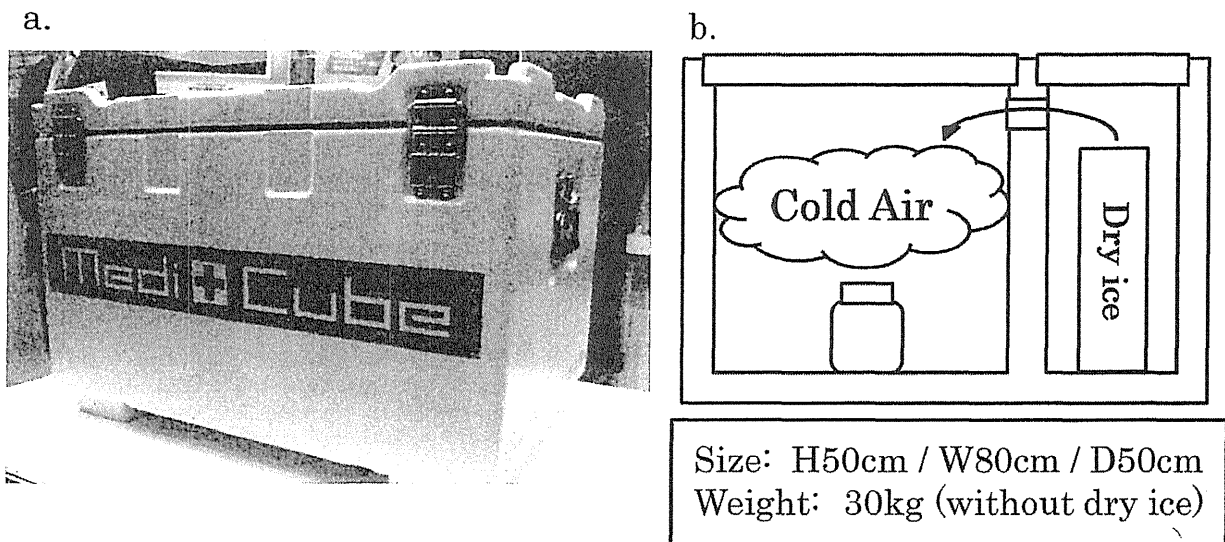 a.
Medi Cube
b.
Cold Air
Dry ice
Size: H50cm / W80cm / D50cm
Weight: 30kg (without dry ice)